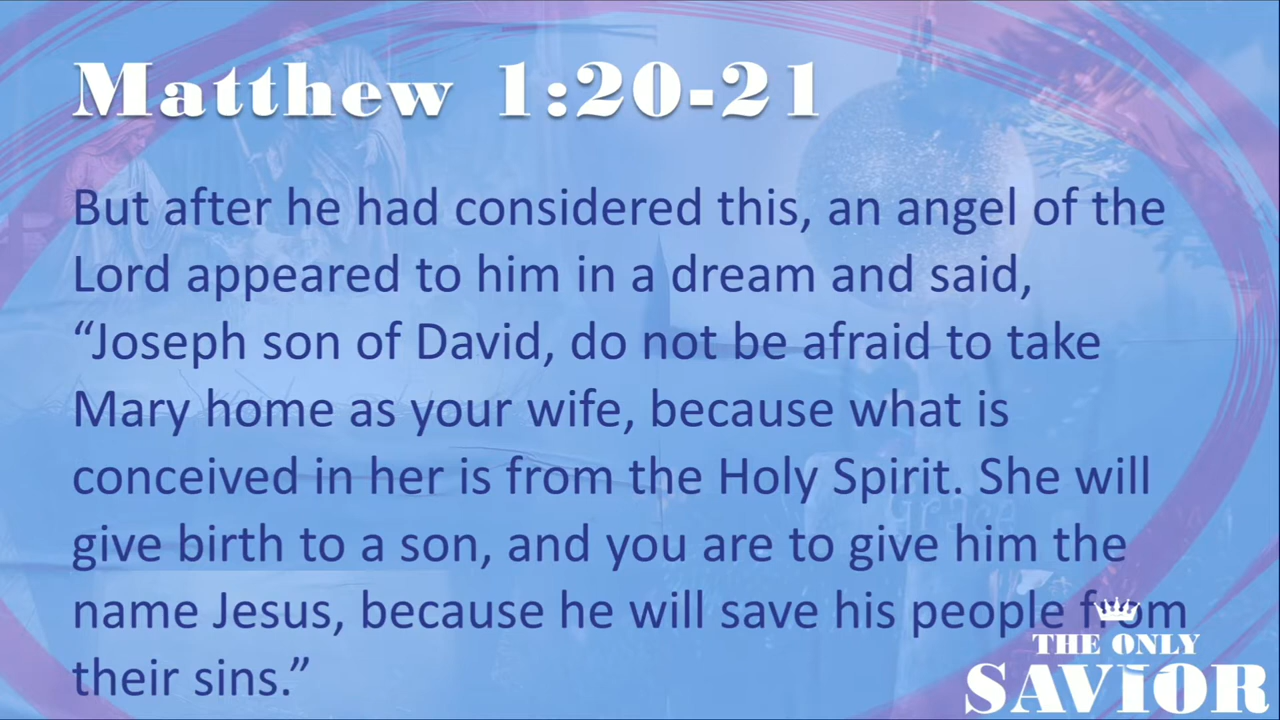 Matthew 1:20-21
But after he had considered this, an angel of the
Lord appeared to him in a dream and said,
“Joseph son of David, do not be afraid to take
Mary home as your wife, because what is
conceived in her is from the Holy Spirit. She will
give birth to a son, and you are to give him the
name Jesus, because he will save his people from
their sins.”
Grace
THE ONLY
SAVIOR